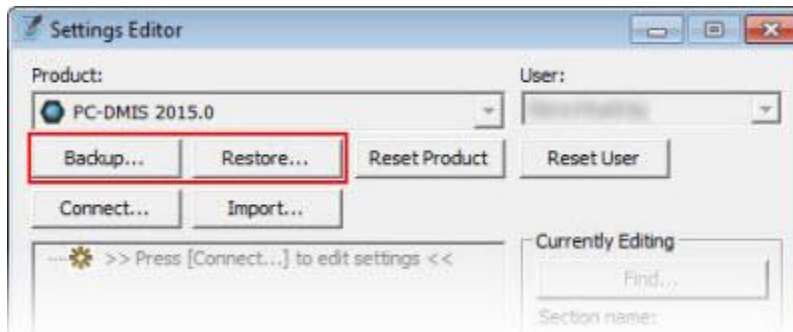 Settings Editor
Product: User:
PC-DMIS 2015.0
Backup... Restore... Reset Product Reset User
Connect... Import...
>> Press [Connect...] to edit settings <<
Currently Editing
Find...
Section name: